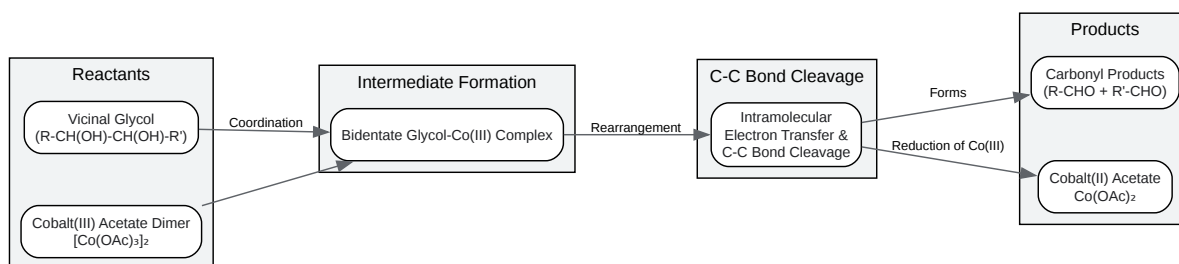 Reactants
Vicinal Glycol
(R-CH(OH)-CH(OH)-R')
Cobalt(III) Acetate Dimer
[Co(OAc)₃]₂
Coordination
Intermediate Formation
Bidentate Glycol-Co(III) Complex
Rearrangement
C-C Bond Cleavage
Intramolecular
Electron Transfer &
C-C Bond Cleavage
Forms
Reduction of Co(III)
Products
Carbonyl Products
(R-CHO + R'-CHO)
Cobalt(II) Acetate
Co(OAc)₂